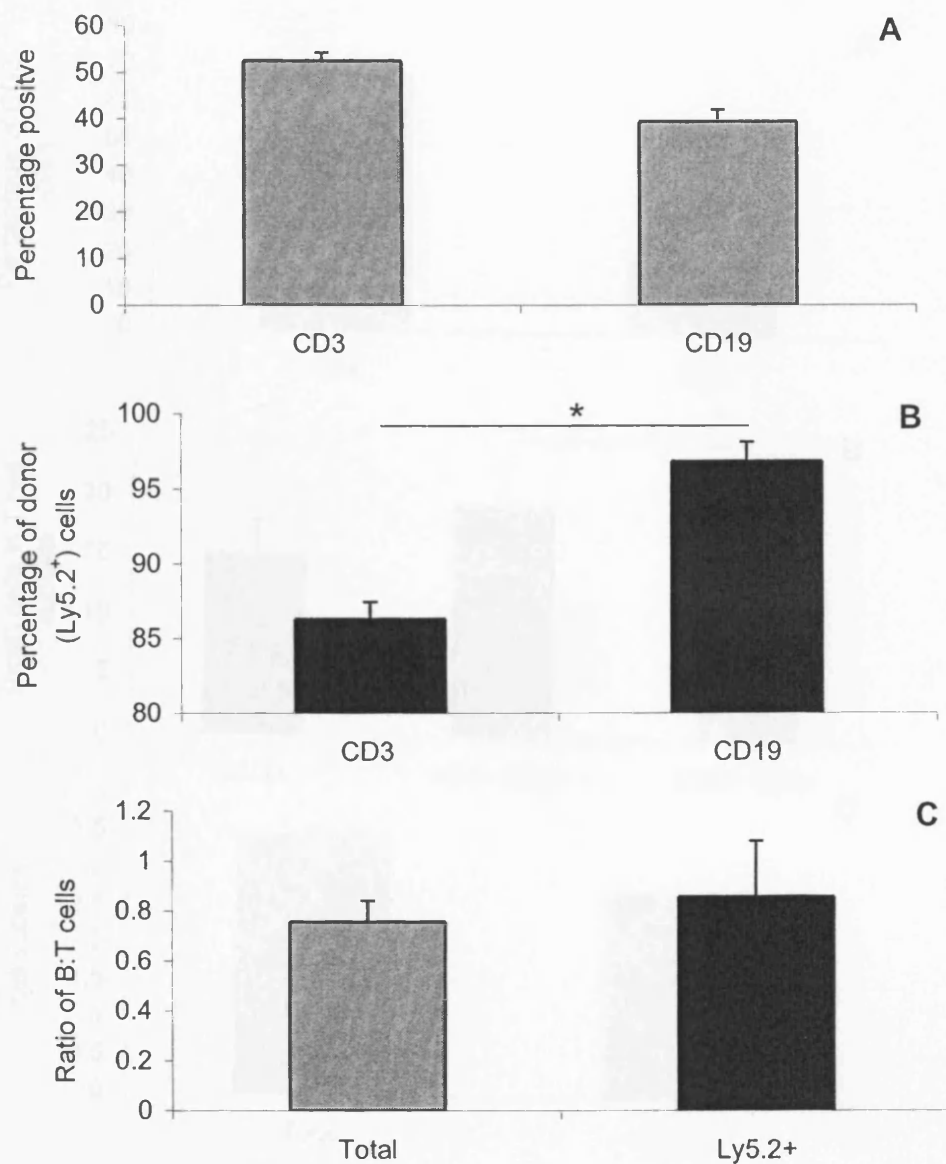 A
Percentage positve
60
50
40
30
20
10
0
CD3 CD19
B
Percentage of donor
(Ly5.2⁺) cells
100
*
95
90
85
80
CD3 CD19
C
Ratio of B:T cells
1.2
1
0.8
0.6
0.4
0.2
0
Total Ly5.2+